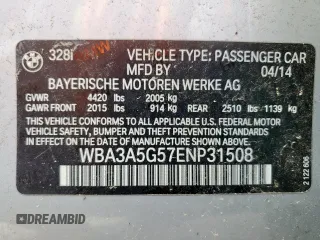 328i VEHICLE TYPE: PASSENGER CAR
MFD BY 04/14
BAYERISCHE MOTOREN WERKE AG
GVWR 4420 lbs 2005 kg
GAWR FRONT 2015 lbs 914 kg REAR 2510 lbs 1139 kg
THIS VEHICLE CONFORMS TO ALL APPLICABLE
U.S. FEDERAL MOTOR VEHICLE SAFETY, BUMPER
AND THEFT PREVENTION STANDARDS IN
EFFECT ON THE DATE OF MANUFACTURE SHOWN ABOVE.
WBA3A5G57ENP31508
2 122 606